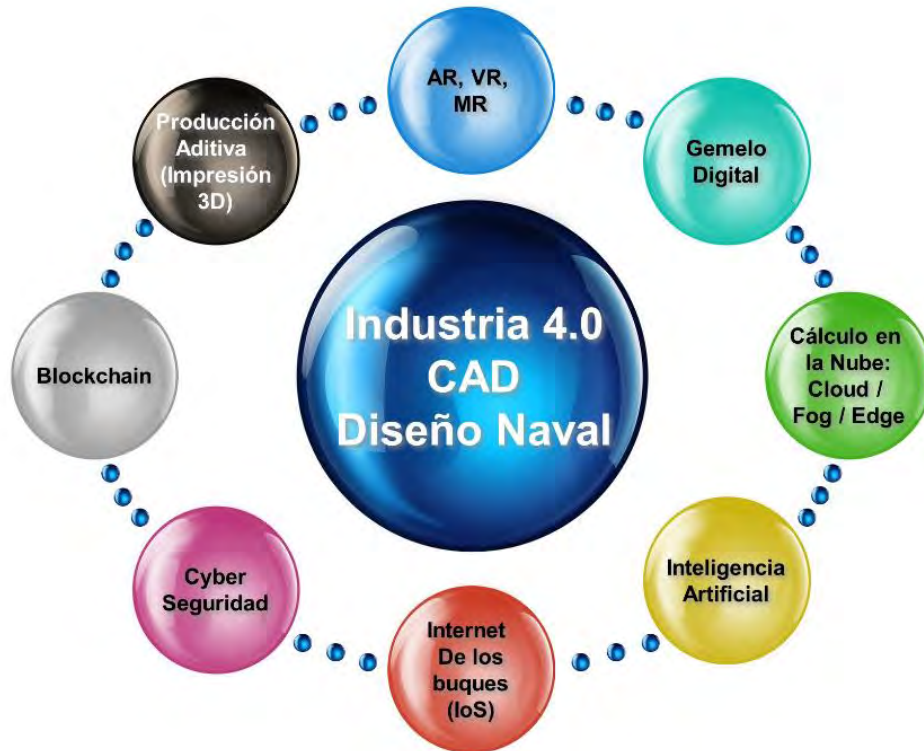 AR, VR,
MR
Producción
Aditiva
(Impresión
3D)
Gemelo
Digital
Industria 4.0
CAD
Diseño Naval
Blockchain
Cálculo en
la Nube:
Cloud /
Fog / Edge
Cyber
Seguridad
Inteligencia
Artificial
Internet
De los
buques
(IoS)